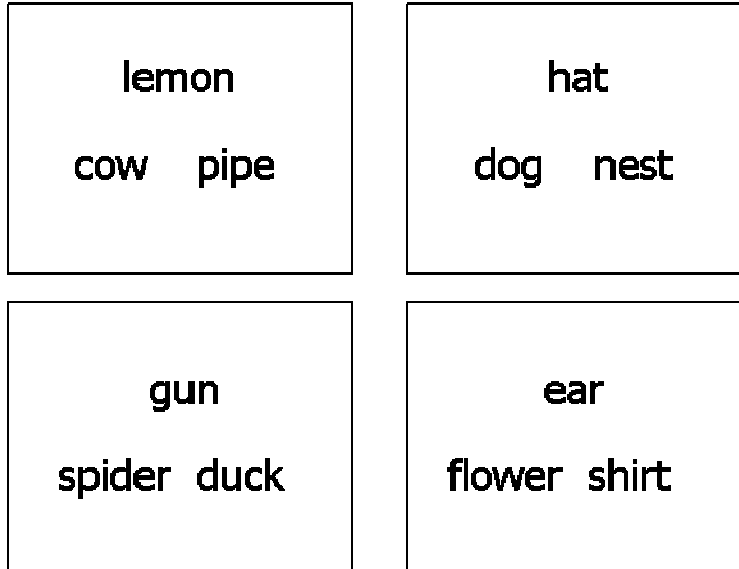 lemon
cow pipe
hat
dog nest
gun
spider duck
ear
flower shirt